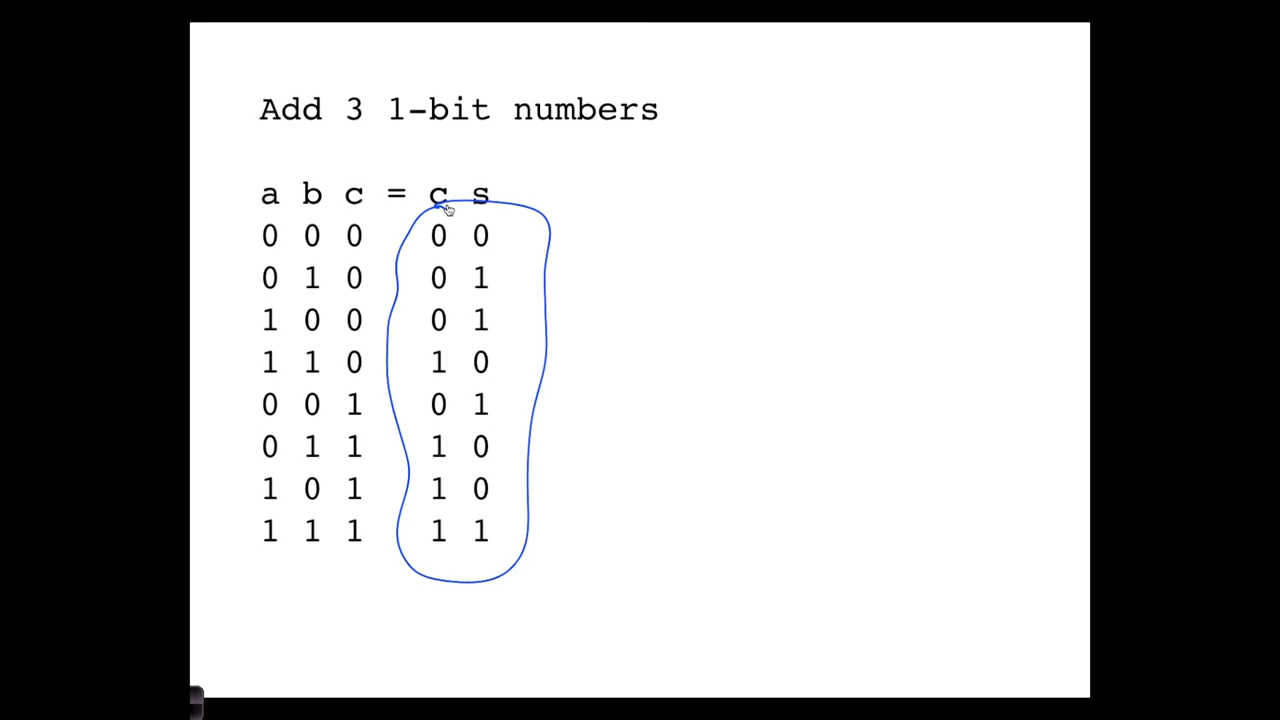 Add 3 1-bit numbers
a b c = c s
0 0 0 0 0
0 1 0 0 1
1 0 0 0 1
1 1 0 1 0
0 0 1 0 1
0 1 1 1 0
1 0 1 1 0
1 1 1 1 1